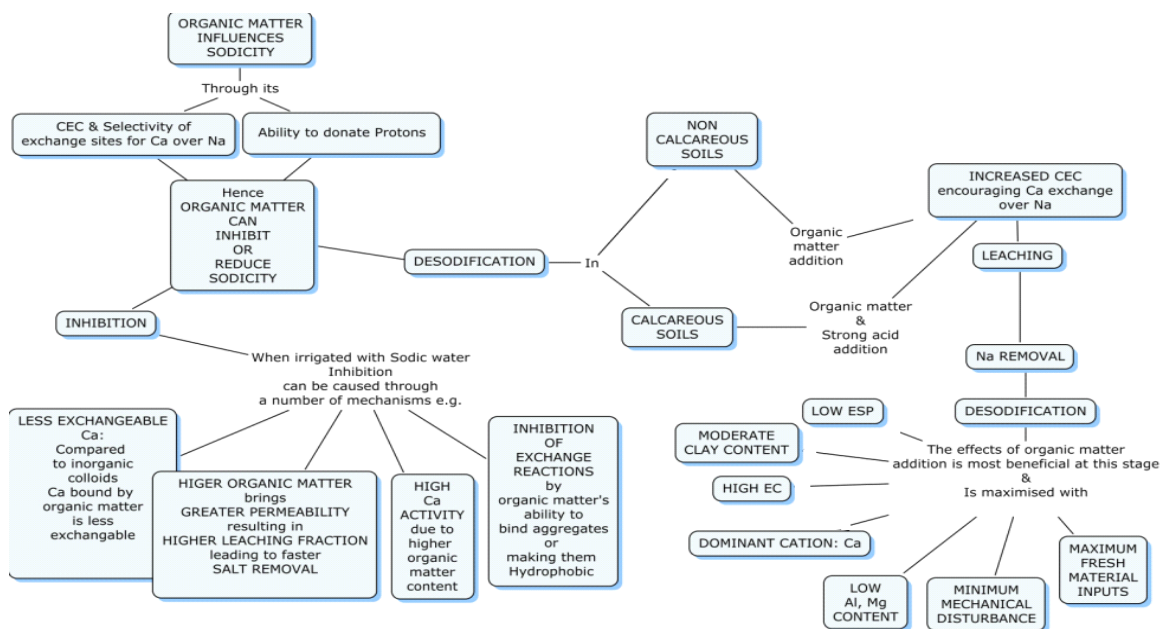 ORGANIC MATTER
INFLUENCES
SODICITY
Through its
CEC & Selectivity of
exchange sites for Ca over Na
Ability to donate Protons
Hence
ORGANIC MATTER
CAN
INHIBIT
OR
REDUCE
SODICITY
DESODIFICATION
In
NON
CALCAREOUS
SOILS
CALCAREOUS
SOILS
Organic
matter
addition
Organic matter
&
Strong acid
addition
INCREASED CEC
encouraging Ca exchange
over Na
LEACHING
Na REMOVAL
DESODIFICATION
The effects of organic matter
addition is most beneficial at this stage
&
Is maximised with
LOW ESP
MODERATE
CLAY CONTENT
HIGH EC
DOMINANT CATION: Ca
LOW
Al, Mg
CONTENT
MINIMUM
MECHANICAL
DISTURBANCE
MAXIMUM
FRESH
MATERIAL
INPUTS
INHIBITION
When irrigated with Sodic water
Inhibition
can be caused through
a number of mechanisms e.g.
LESS EXCHANGEABLE
Ca:
Compared
to inorganic
colloids
Ca bound by
organic matter
is less
exchangable
HIGER ORGANIC MATTER
brings
GREATER PERMEABILITY
resulting in
HIGHER LEACHING FRACTION
leading to faster
SALT REMOVAL
HIGH
Ca
ACTIVITY
due to
higher
organic
matter
content
INHIBITION
OF
EXCHANGE
REACTIONS
by
organic matter's
ability to
bind aggregates
or
making them
Hydrophobic